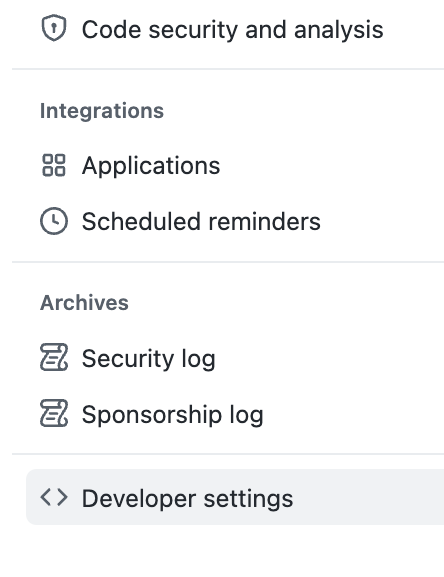 Code security and analysis
Integrations
Applications
Scheduled reminders
Archives
Security log
Sponsorship log
Developer settings